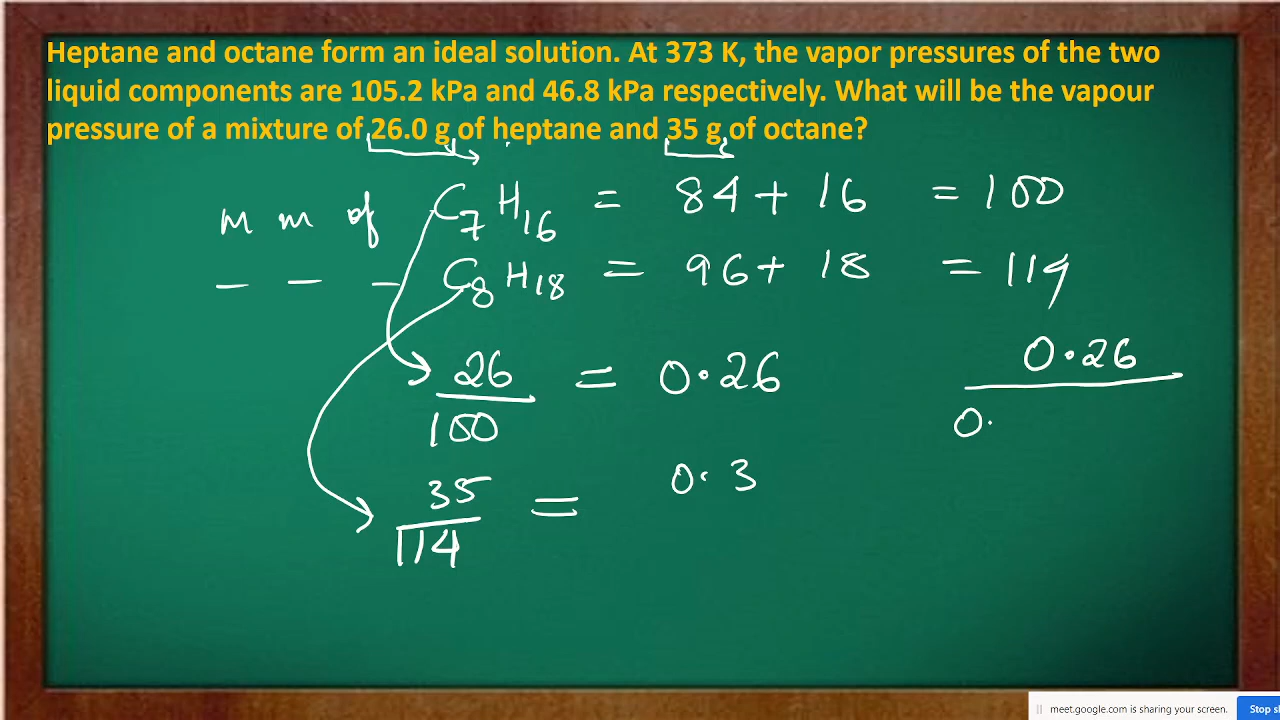 Heptane and octane form an ideal solution. At 373 K, the vapor pressures of the two
liquid components are 105.2 kPa and 46.8 kPa respectively. What will be the vapour
pressure of a mixture of 26.0 g of heptane and 35 g of octane?
M m of C7H16 = 84 + 16 = 100
— — — C8H18 = 96 + 18 = 114
26/100 = 0.26
0.26/0.
35/114 = 0.3
meet.google.com is sharing your screen. Stop s